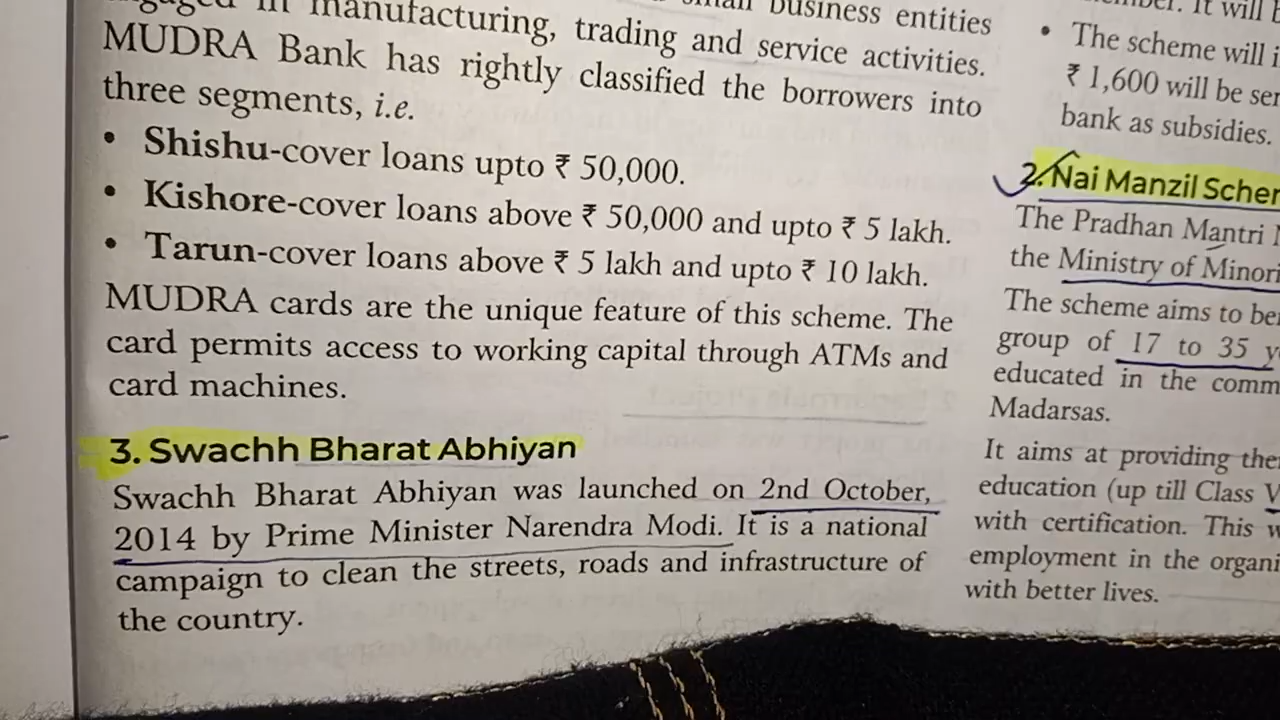 in manufacturing, trading and service activities.
business entities
MUDRA Bank has rightly classified the borrowers into
three segments, i.e.
• Shishu-cover loans upto ₹ 50,000.
• Kishore-cover loans above ₹ 50,000 and upto ₹ 5 lakh.
• Tarun-cover loans above ₹ 5 lakh and upto ₹ 10 lakh.
MUDRA cards are the unique feature of this scheme. The
card permits access to working capital through ATMs and
card machines.
3. Swachh Bharat Abhiyan
Swachh Bharat Abhiyan was launched on 2nd October,
2014 by Prime Minister Narendra Modi. It is a national
campaign to clean the streets, roads and infrastructure of
the country.
It will
• The scheme will
₹ 1,600 will be
bank as subsidies.
2. Nai Manzil
The Pradhan Mantri
the Ministry of
The scheme aims to
group of 17 to 35
educated in the
Madarsas.
It aims at providing
education (up till Class
with certification. This
employment in the
with better lives.